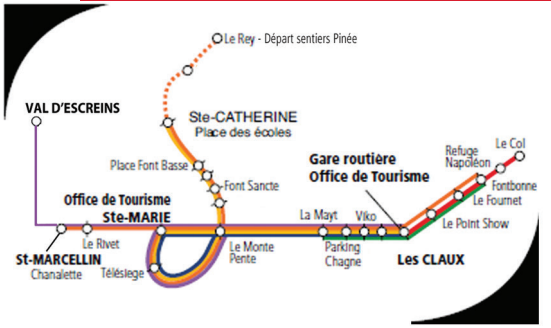 Le Rey - Départ sentiers Pinée
VAL D'ESCREINS
Ste-CATHERINE
Place des écoles
Place Font Basse
Font Sancte
Gare routière
Office de Tourisme
Refuge
Napoléon
Le Col
Fontbonne
Le Fournet
Le Point Show
Office de Tourisme
Ste-MARIE
La Mayt
Viko
St-MARCELLIN
Chanalette
Le Rivet
Télésiege
Le Monte
Pente
Parking
Chagne
Les CLAUX